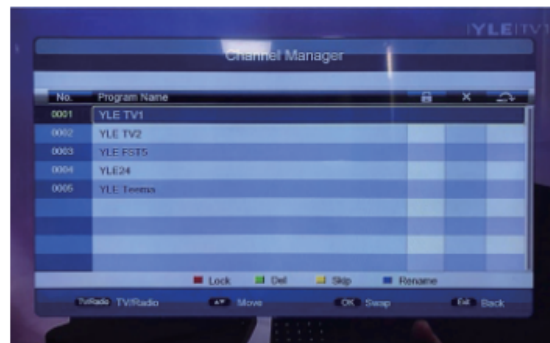 YLE TV1
Channel Manager
No. Program Name
0001 YLE TV1
0002 YLE TV2
0003 YLE FST5
0004 YLE24
0005 YLE Teema
Lock Del Skip Rename
TV/Radio TV/Radio Move OK Swap Exit Back